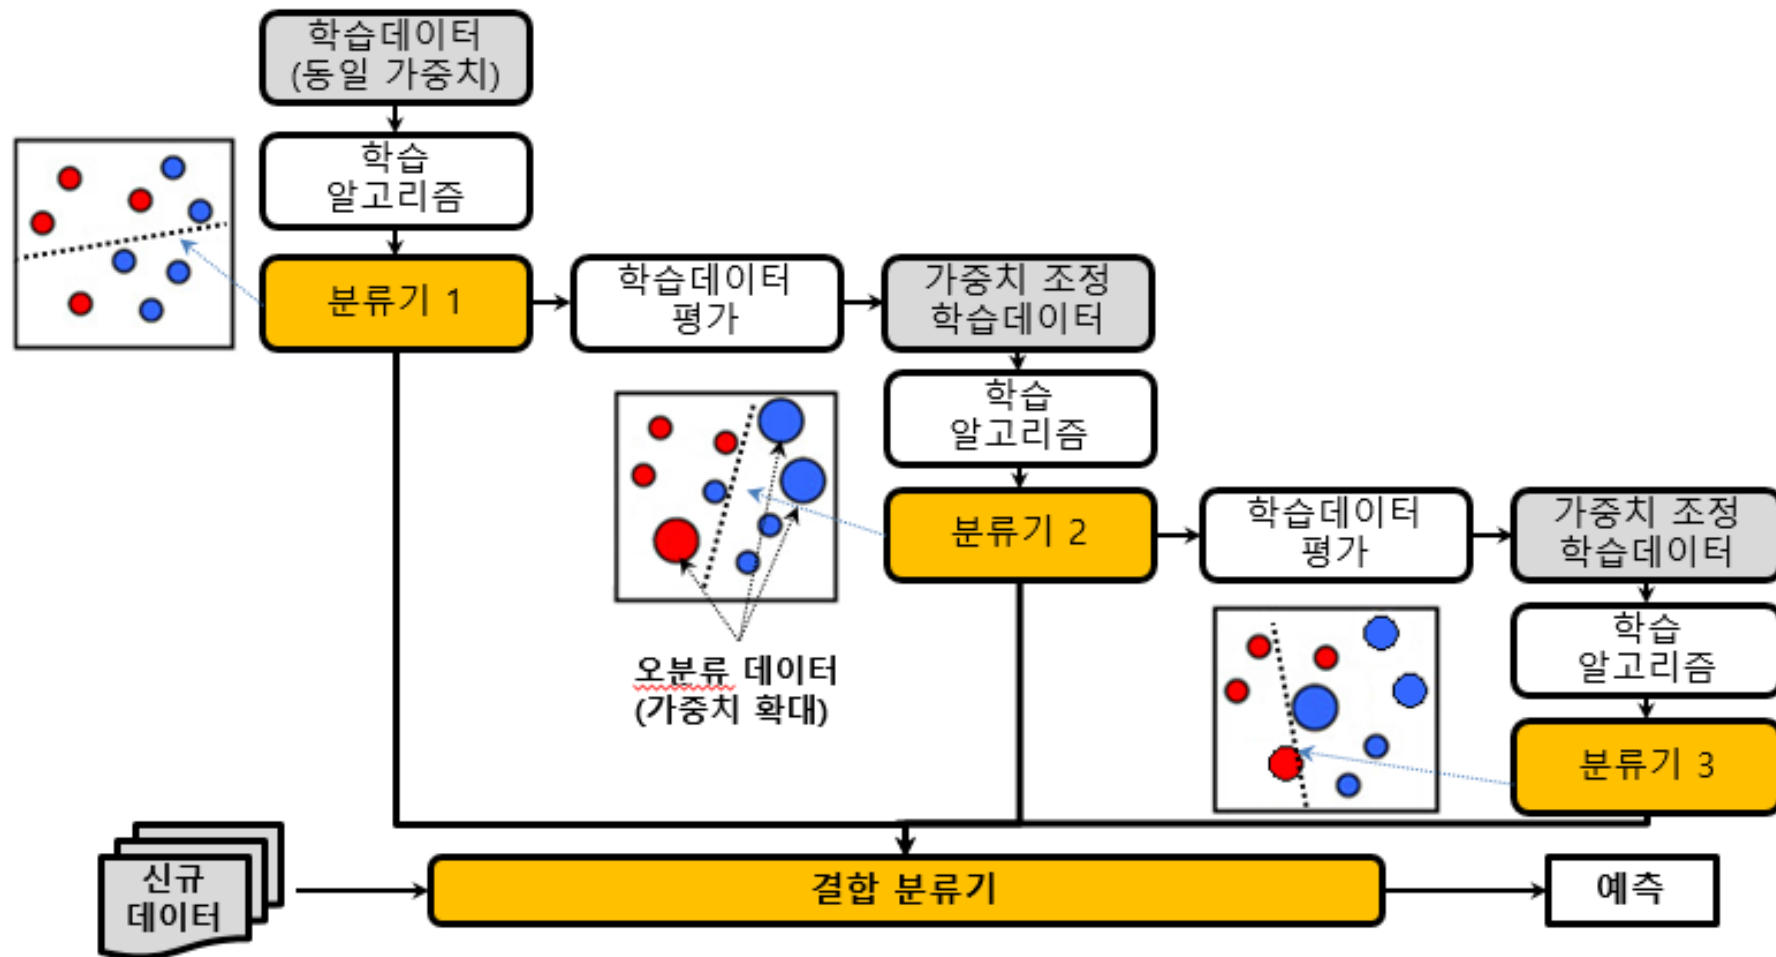 학습데이터
(동일 가중치)
학습
알고리즘
분류기 1
학습데이터
평가
가중치 조정
학습데이터
학습
알고리즘
분류기 2
학습데이터
평가
가중치 조정
학습데이터
학습
알고리즘
분류기 3
오분류 데이터
(가중치 확대)
신규
데이터
결합 분류기
예측